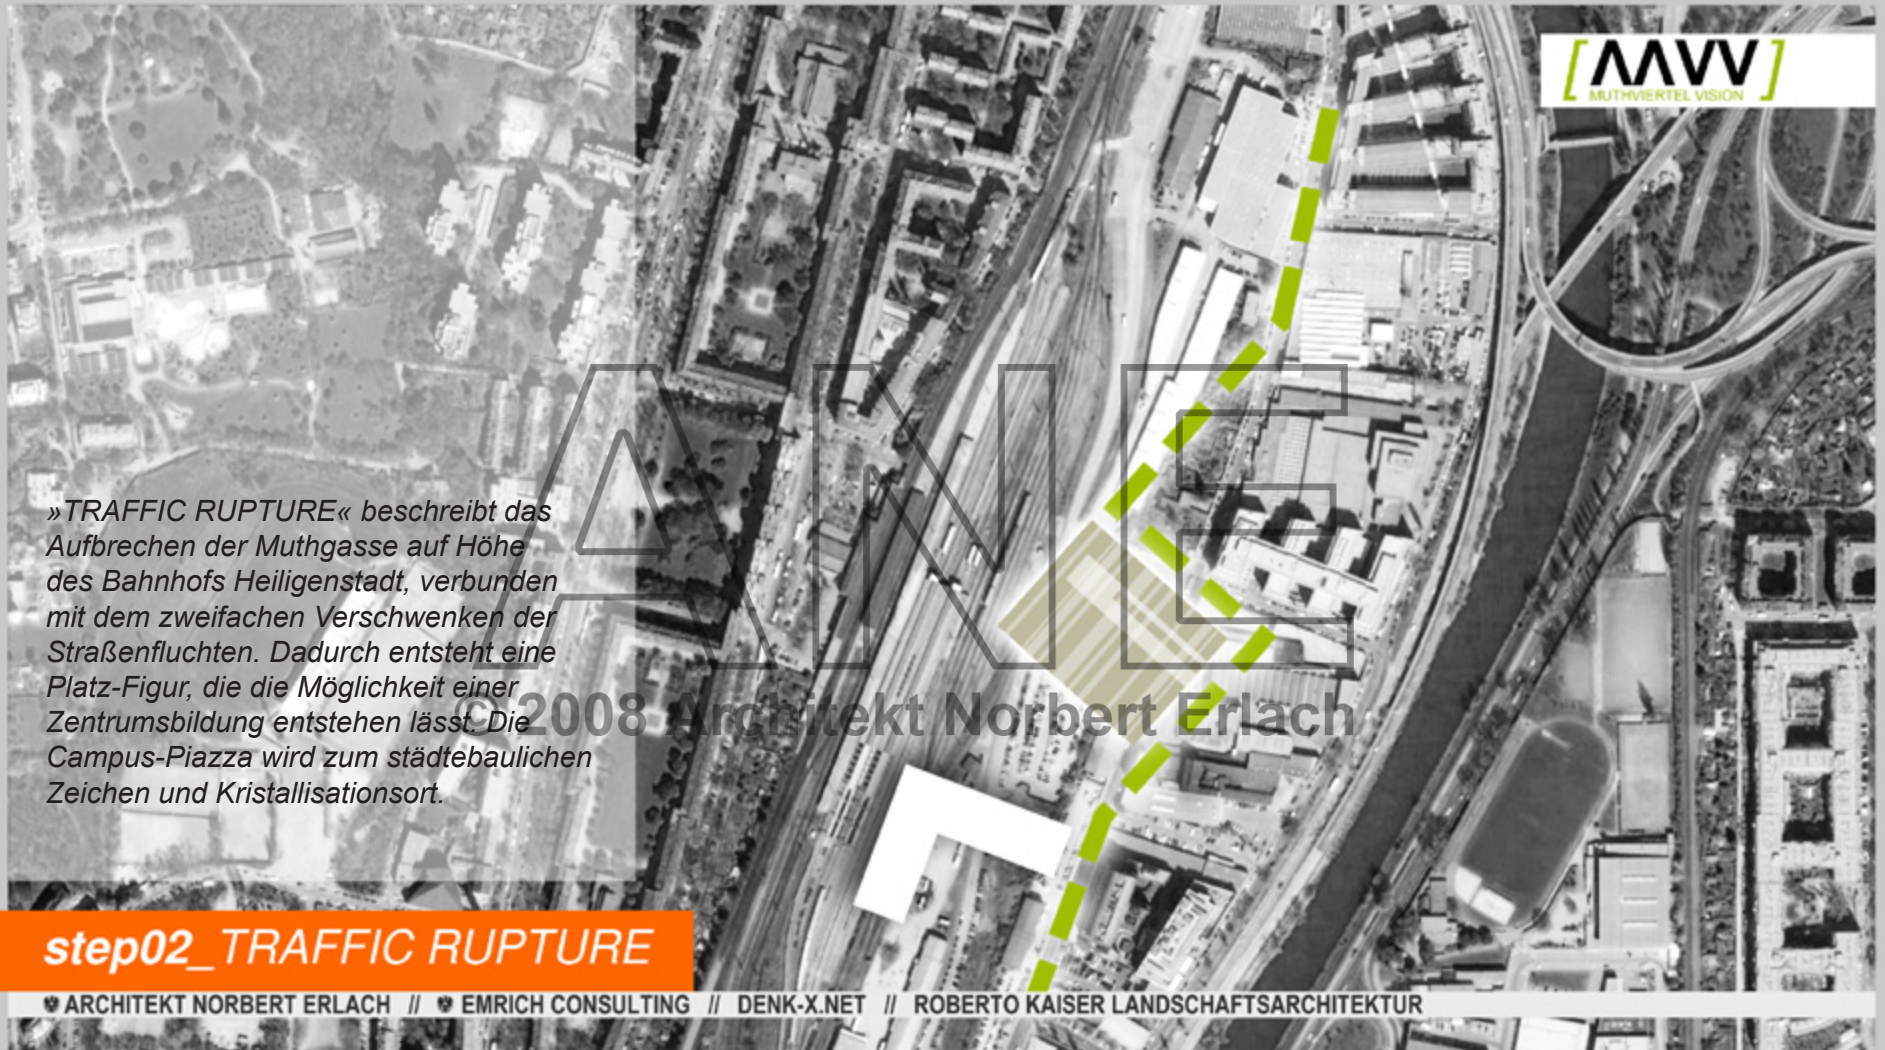 [MVV]
MUTHVIERTEL VISION
»TRAFFIC RUPTURE« beschreibt das
Aufbrechen der Muthgasse auf Höhe
des Bahnhofs Heiligenstadt, verbunden
mit dem zweifachen Verschwenken der
Straßenfluchten. Dadurch entsteht eine
Platz-Figur, die die Möglichkeit einer
Zentrumsbildung entstehen lässt. Die
Campus-Piazza wird zum städtebaulichen
Zeichen und Kristallisationsort.
ANE
© 2008 Architekt Norbert Erlach
step02_TRAFFIC RUPTURE
ARCHITEKT NORBERT ERLACH // EMRICH CONSULTING // DENK-X.NET // ROBERTO KAISER LANDSCHAFTSARCHITEKTUR